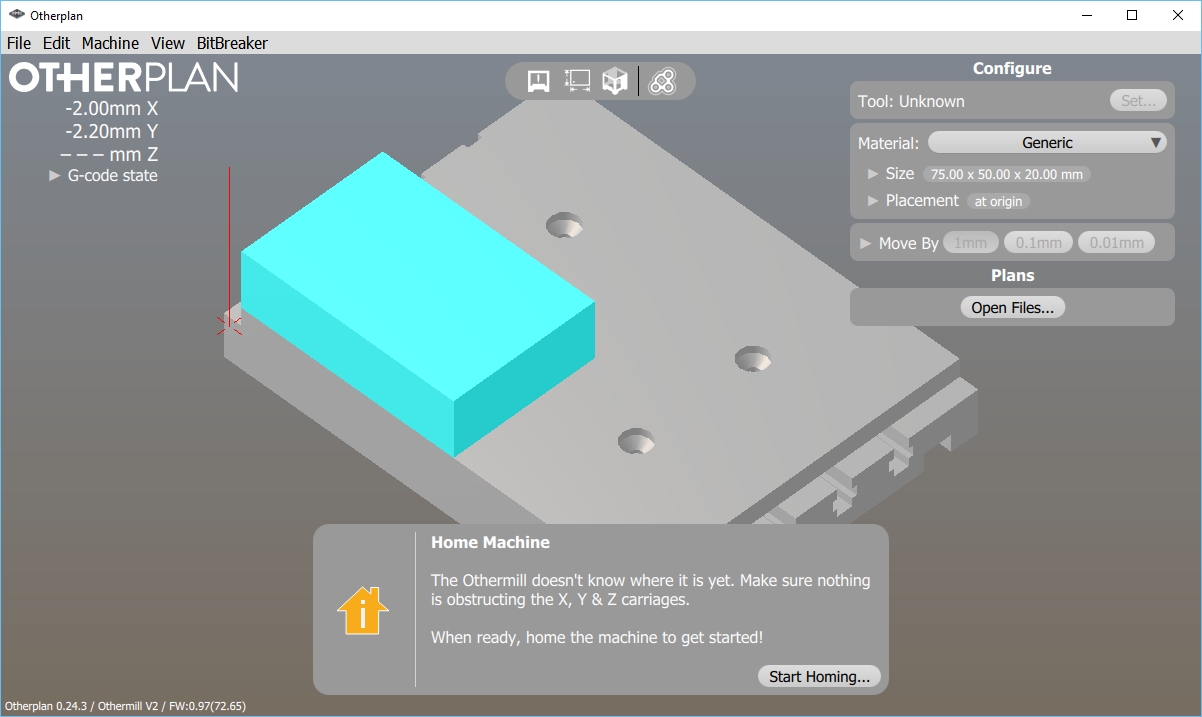 Otherplan
File Edit Machine View BitBreaker
OTHERPLAN
-2.00mm X
-2.20mm Y
– – – mm Z
G-code state
Configure
Tool: Unknown Set...
Material: Generic
Size 75.00 x 50.00 x 20.00 mm
Placement at origin
Move By 1mm 0.1mm 0.01mm
Plans
Open Files...
Home Machine
The Othermill doesn't know where it is yet. Make sure nothing
is obstructing the X, Y & Z carriages.
When ready, home the machine to get started!
Start Homing...
Otherplan 0.24.3 / Othermill V2 / FW:0.97(72.65)